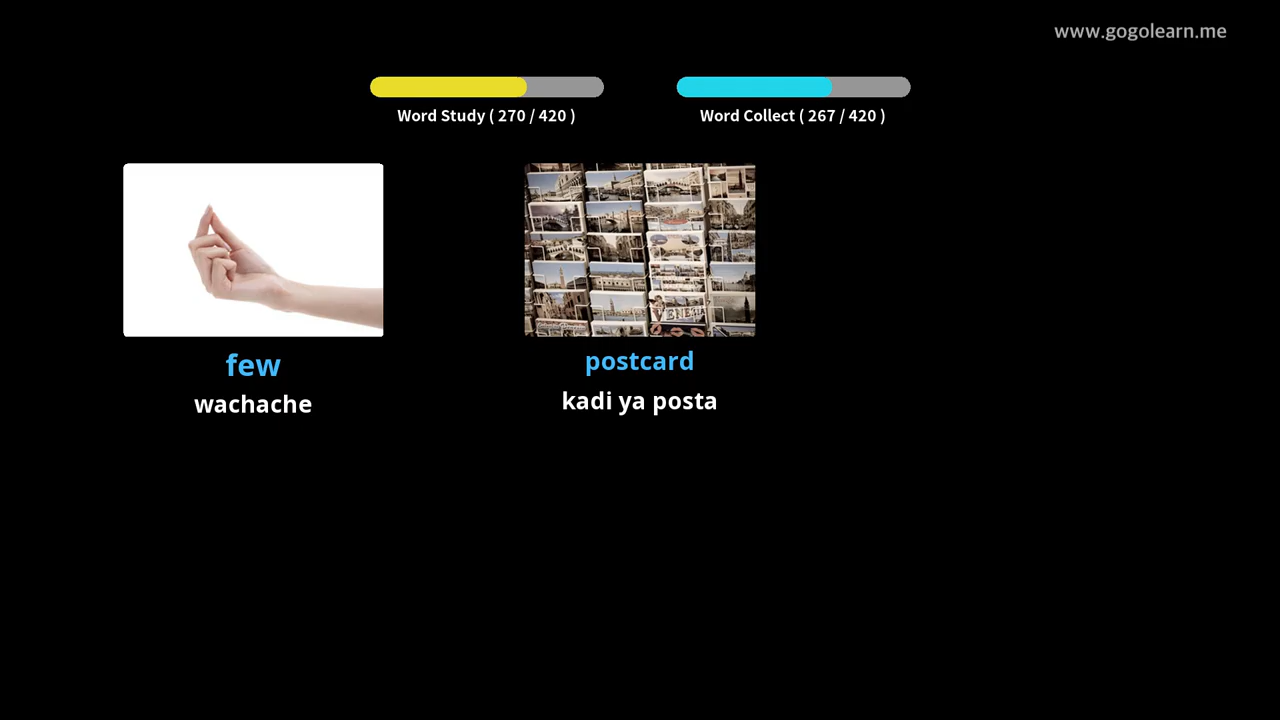 www.gogolearn.me
Word Study ( 270 / 420 )
Word Collect ( 267 / 420 )
few
wachache
postcard
kadi ya posta